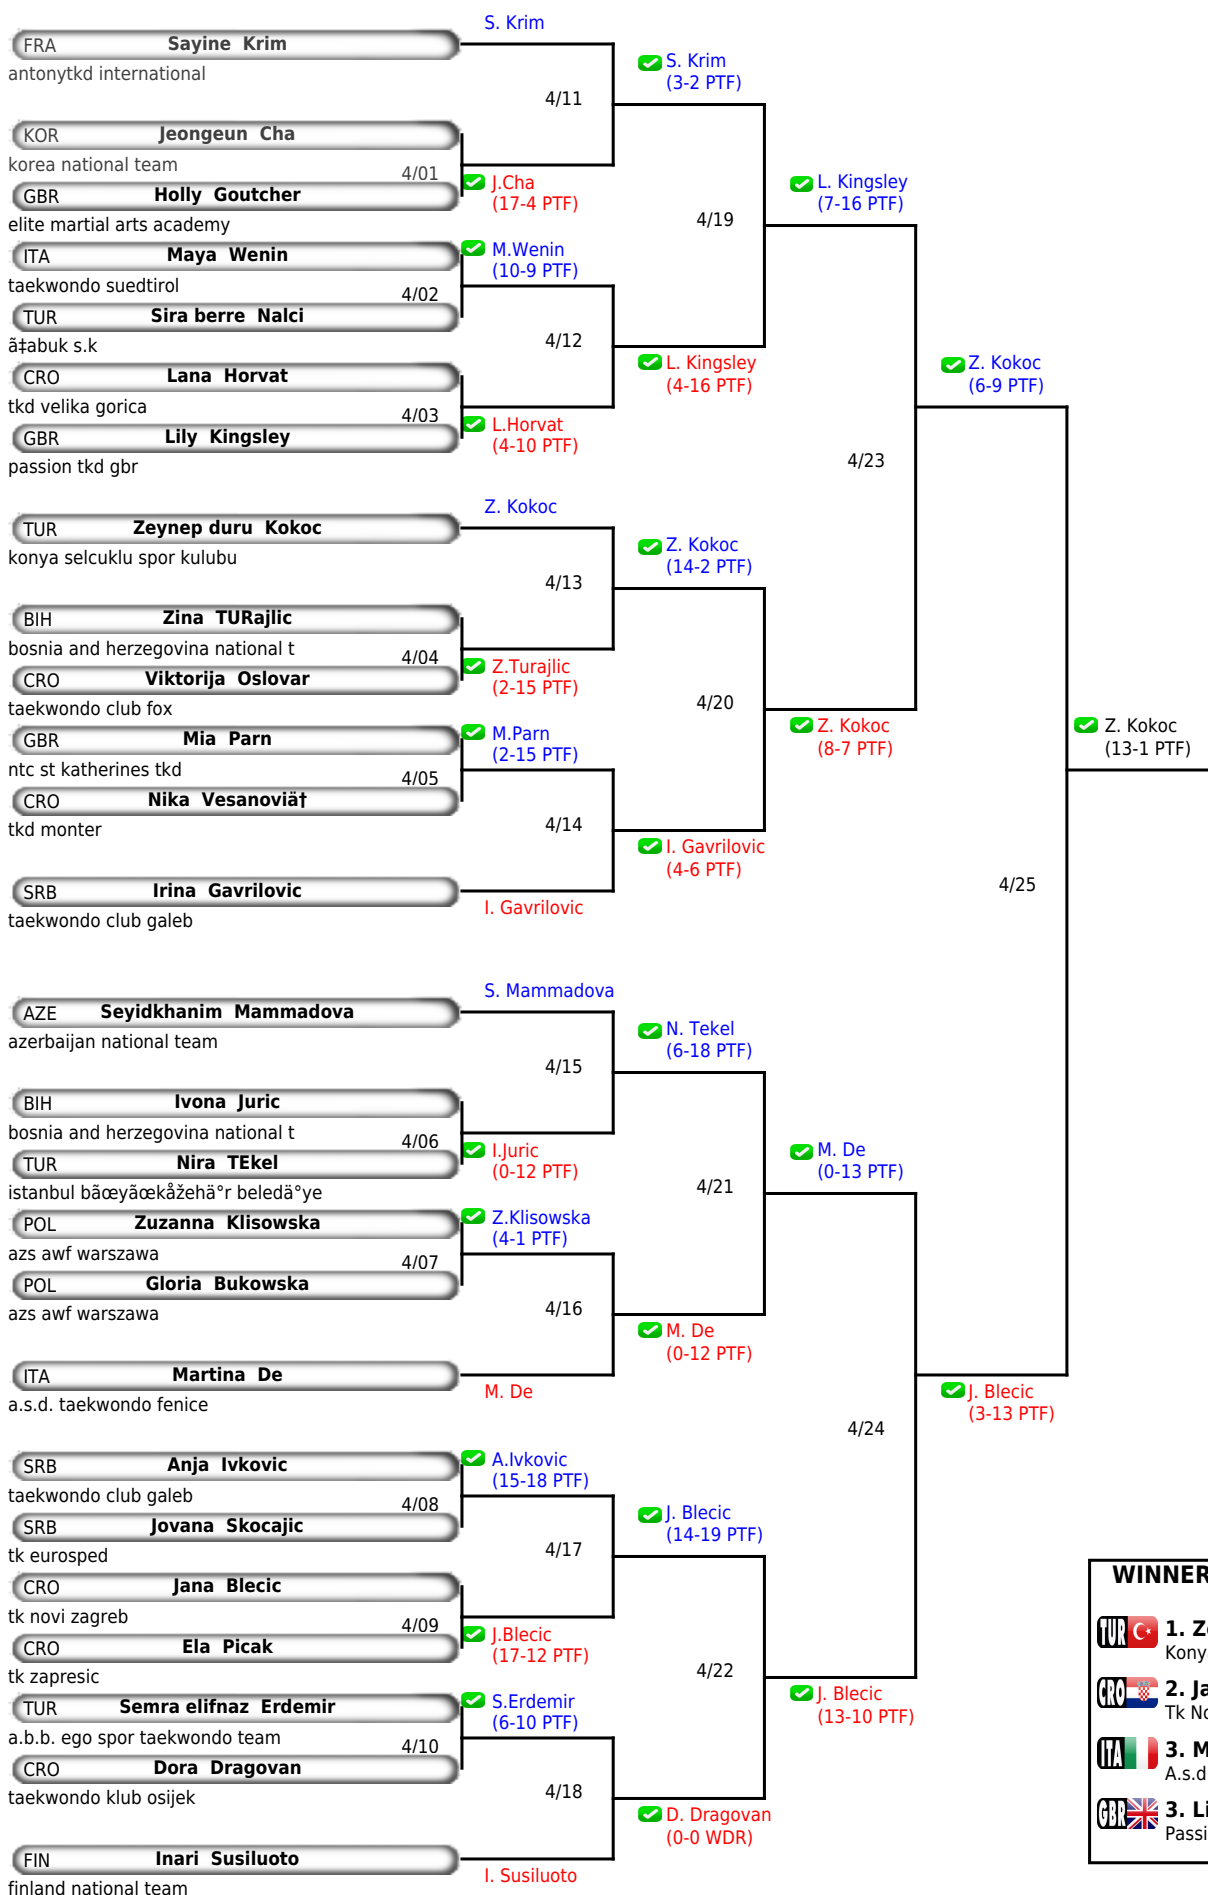 S. Krim
FRA Sayine Krim
antonytkd international
S. Krim
(3-2 PTF)
4/11
KOR Jeongeun Cha
korea national team
4/01
J.Cha
(17-4 PTF)
GBR Holly Goutcher
elite martial arts academy
L. Kingsley
(7-16 PTF)
4/19
ITA Maya Wenin
taekwondo suedtirol
M.Wenin
(10-9 PTF)
4/02
TUR Sira berre Nalci
ã‡abuk s.k
4/12
L. Kingsley
(4-16 PTF)
CRO Lana Horvat
tkd velika gorica
4/03
L.Horvat
(4-10 PTF)
GBR Lily Kingsley
passion tkd gbr
Z. Kokoc
(6-9 PTF)
4/23
Z. Kokoc
TUR Zeynep duru Kokoc
konya selcuklu spor kulubu
Z. Kokoc
(14-2 PTF)
4/13
BIH Zina TURajlic
bosnia and herzegovina national t
4/04
Z.Turajlic
(2-15 PTF)
CRO Viktorija Oslovar
taekwondo club fox
4/20
GBR Mia Parn
ntc st katherines tkd
M.Parn
(2-15 PTF)
Z. Kokoc
(8-7 PTF)
Z. Kokoc
(13-1 PTF)
4/05
CRO Nika Vesanoviä†
tkd monter
4/14
I. Gavrilovic
(4-6 PTF)
SRB Irina Gavrilovic
taekwondo club galeb
I. Gavrilovic
4/25
S. Mammadova
AZE Seyidkhanim Mammadova
azerbaijan national team
N. Tekel
(6-18 PTF)
4/15
BIH Ivona Juric
bosnia and herzegovina national t
4/06
I.Juric
(0-12 PTF)
TUR Nira TEkel
istanbul bãœyãœkåžehä°r beledä°ye
M. De
(0-13 PTF)
4/21
POL Zuzanna Klisowska
azs awf warszawa
Z.Klisowska
(4-1 PTF)
4/07
POL Gloria Bukowska
azs awf warszawa
4/16
M. De
(0-12 PTF)
ITA Martina De
a.s.d. taekwondo fenice
M. De
J. Blecic
(3-13 PTF)
4/24
SRB Anja Ivkovic
taekwondo club galeb
A.Ivkovic
(15-18 PTF)
4/08
SRB Jovana Skocajic
tk eurosped
J. Blecic
(14-19 PTF)
4/17
CRO Jana Blecic
tk novi zagreb
4/09
J.Blecic
(17-12 PTF)
CRO Ela Picak
tk zapresic
4/22
TUR Semra elifnaz Erdemir
a.b.b. ego spor taekwondo team
S.Erdemir
(6-10 PTF)
J. Blecic
(13-10 PTF)
4/10
CRO Dora Dragovan
taekwondo klub osijek
4/18
D. Dragovan
(0-0 WDR)
FIN Inari Susiluoto
finland national team
I. Susiluoto
WINNER
TUR 1. Z
Kony
CRO 2. Ja
Tk No
ITA 3. M
A.s.d
GBR 3. Li
Passi